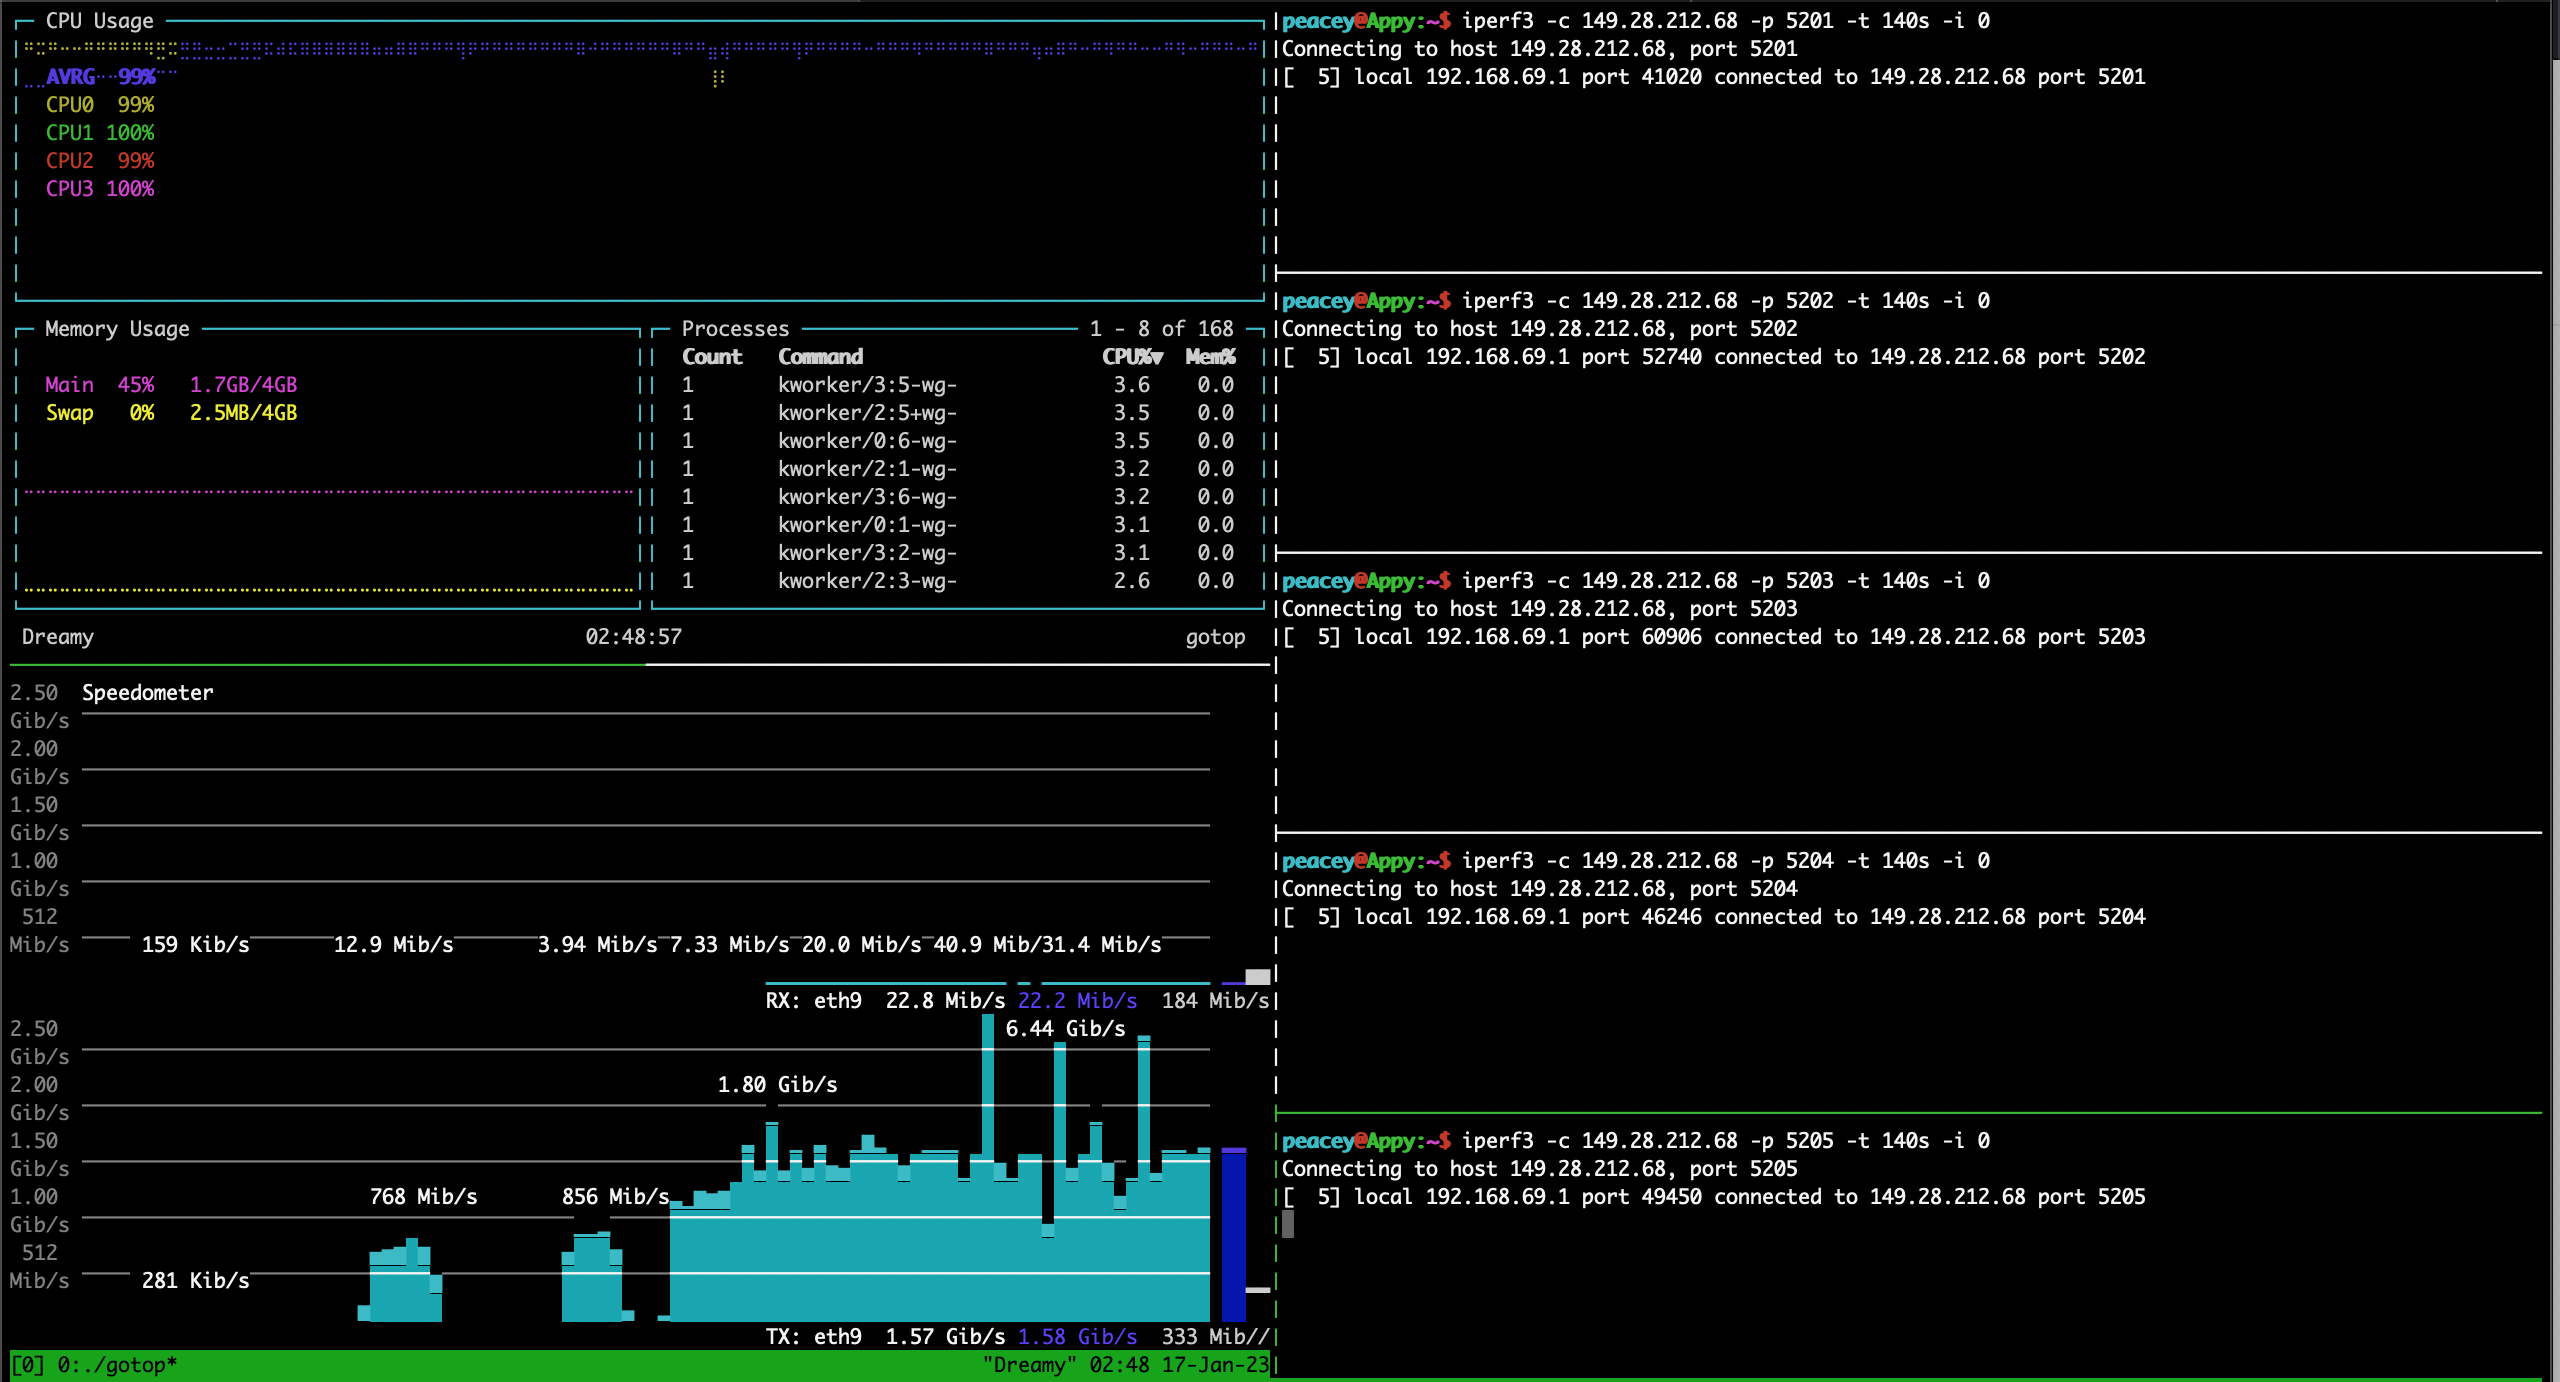 CPU Usage
AVRG 99%
CPU0 99%
CPU1 100%
CPU2 99%
CPU3 100%
Memory Usage
Main 45% 1.7GB/4GB
Swap 0% 2.5MB/4GB
Processes 1 - 8 of 168
Count Command CPU%▼ Mem%
1 kworker/3:5-wg- 3.6 0.0
1 kworker/2:5+wg- 3.5 0.0
1 kworker/0:6-wg- 3.5 0.0
1 kworker/2:1-wg- 3.2 0.0
1 kworker/3:6-wg- 3.2 0.0
1 kworker/0:1-wg- 3.1 0.0
1 kworker/3:2-wg- 3.1 0.0
1 kworker/2:3-wg- 2.6 0.0
Dreamy 02:48:57 gotop
2.50 Speedometer
Gib/s
2.00
Gib/s
1.50
Gib/s
1.00
Gib/s
512
Mib/s 159 Kib/s 12.9 Mib/s 3.94 Mib/s 7.33 Mib/s 20.0 Mib/s 40.9 Mib/31.4 Mib/s
RX: eth9 22.8 Mib/s 22.2 Mib/s 184 Mib/s
2.50 6.44 Gib/s
Gib/s
2.00 1.80 Gib/s
Gib/s
1.50
Gib/s
1.00 768 Mib/s 856 Mib/s
Gib/s
512
Mib/s 281 Kib/s
TX: eth9 1.57 Gib/s 1.58 Gib/s 333 Mib//
[0] 0:./gotop* "Dreamy" 02:48 17-Jan-23
peacey@Appy:~$ iperf3 -c 149.28.212.68 -p 5201 -t 140s -i 0
Connecting to host 149.28.212.68, port 5201
[ 5] local 192.168.69.1 port 41020 connected to 149.28.212.68 port 5201
peacey@Appy:~$ iperf3 -c 149.28.212.68 -p 5202 -t 140s -i 0
Connecting to host 149.28.212.68, port 5202
[ 5] local 192.168.69.1 port 52740 connected to 149.28.212.68 port 5202
peacey@Appy:~$ iperf3 -c 149.28.212.68 -p 5203 -t 140s -i 0
Connecting to host 149.28.212.68, port 5203
[ 5] local 192.168.69.1 port 60906 connected to 149.28.212.68 port 5203
peacey@Appy:~$ iperf3 -c 149.28.212.68 -p 5204 -t 140s -i 0
Connecting to host 149.28.212.68, port 5204
[ 5] local 192.168.69.1 port 46246 connected to 149.28.212.68 port 5204
peacey@Appy:~$ iperf3 -c 149.28.212.68 -p 5205 -t 140s -i 0
Connecting to host 149.28.212.68, port 5205
[ 5] local 192.168.69.1 port 49450 connected to 149.28.212.68 port 5205